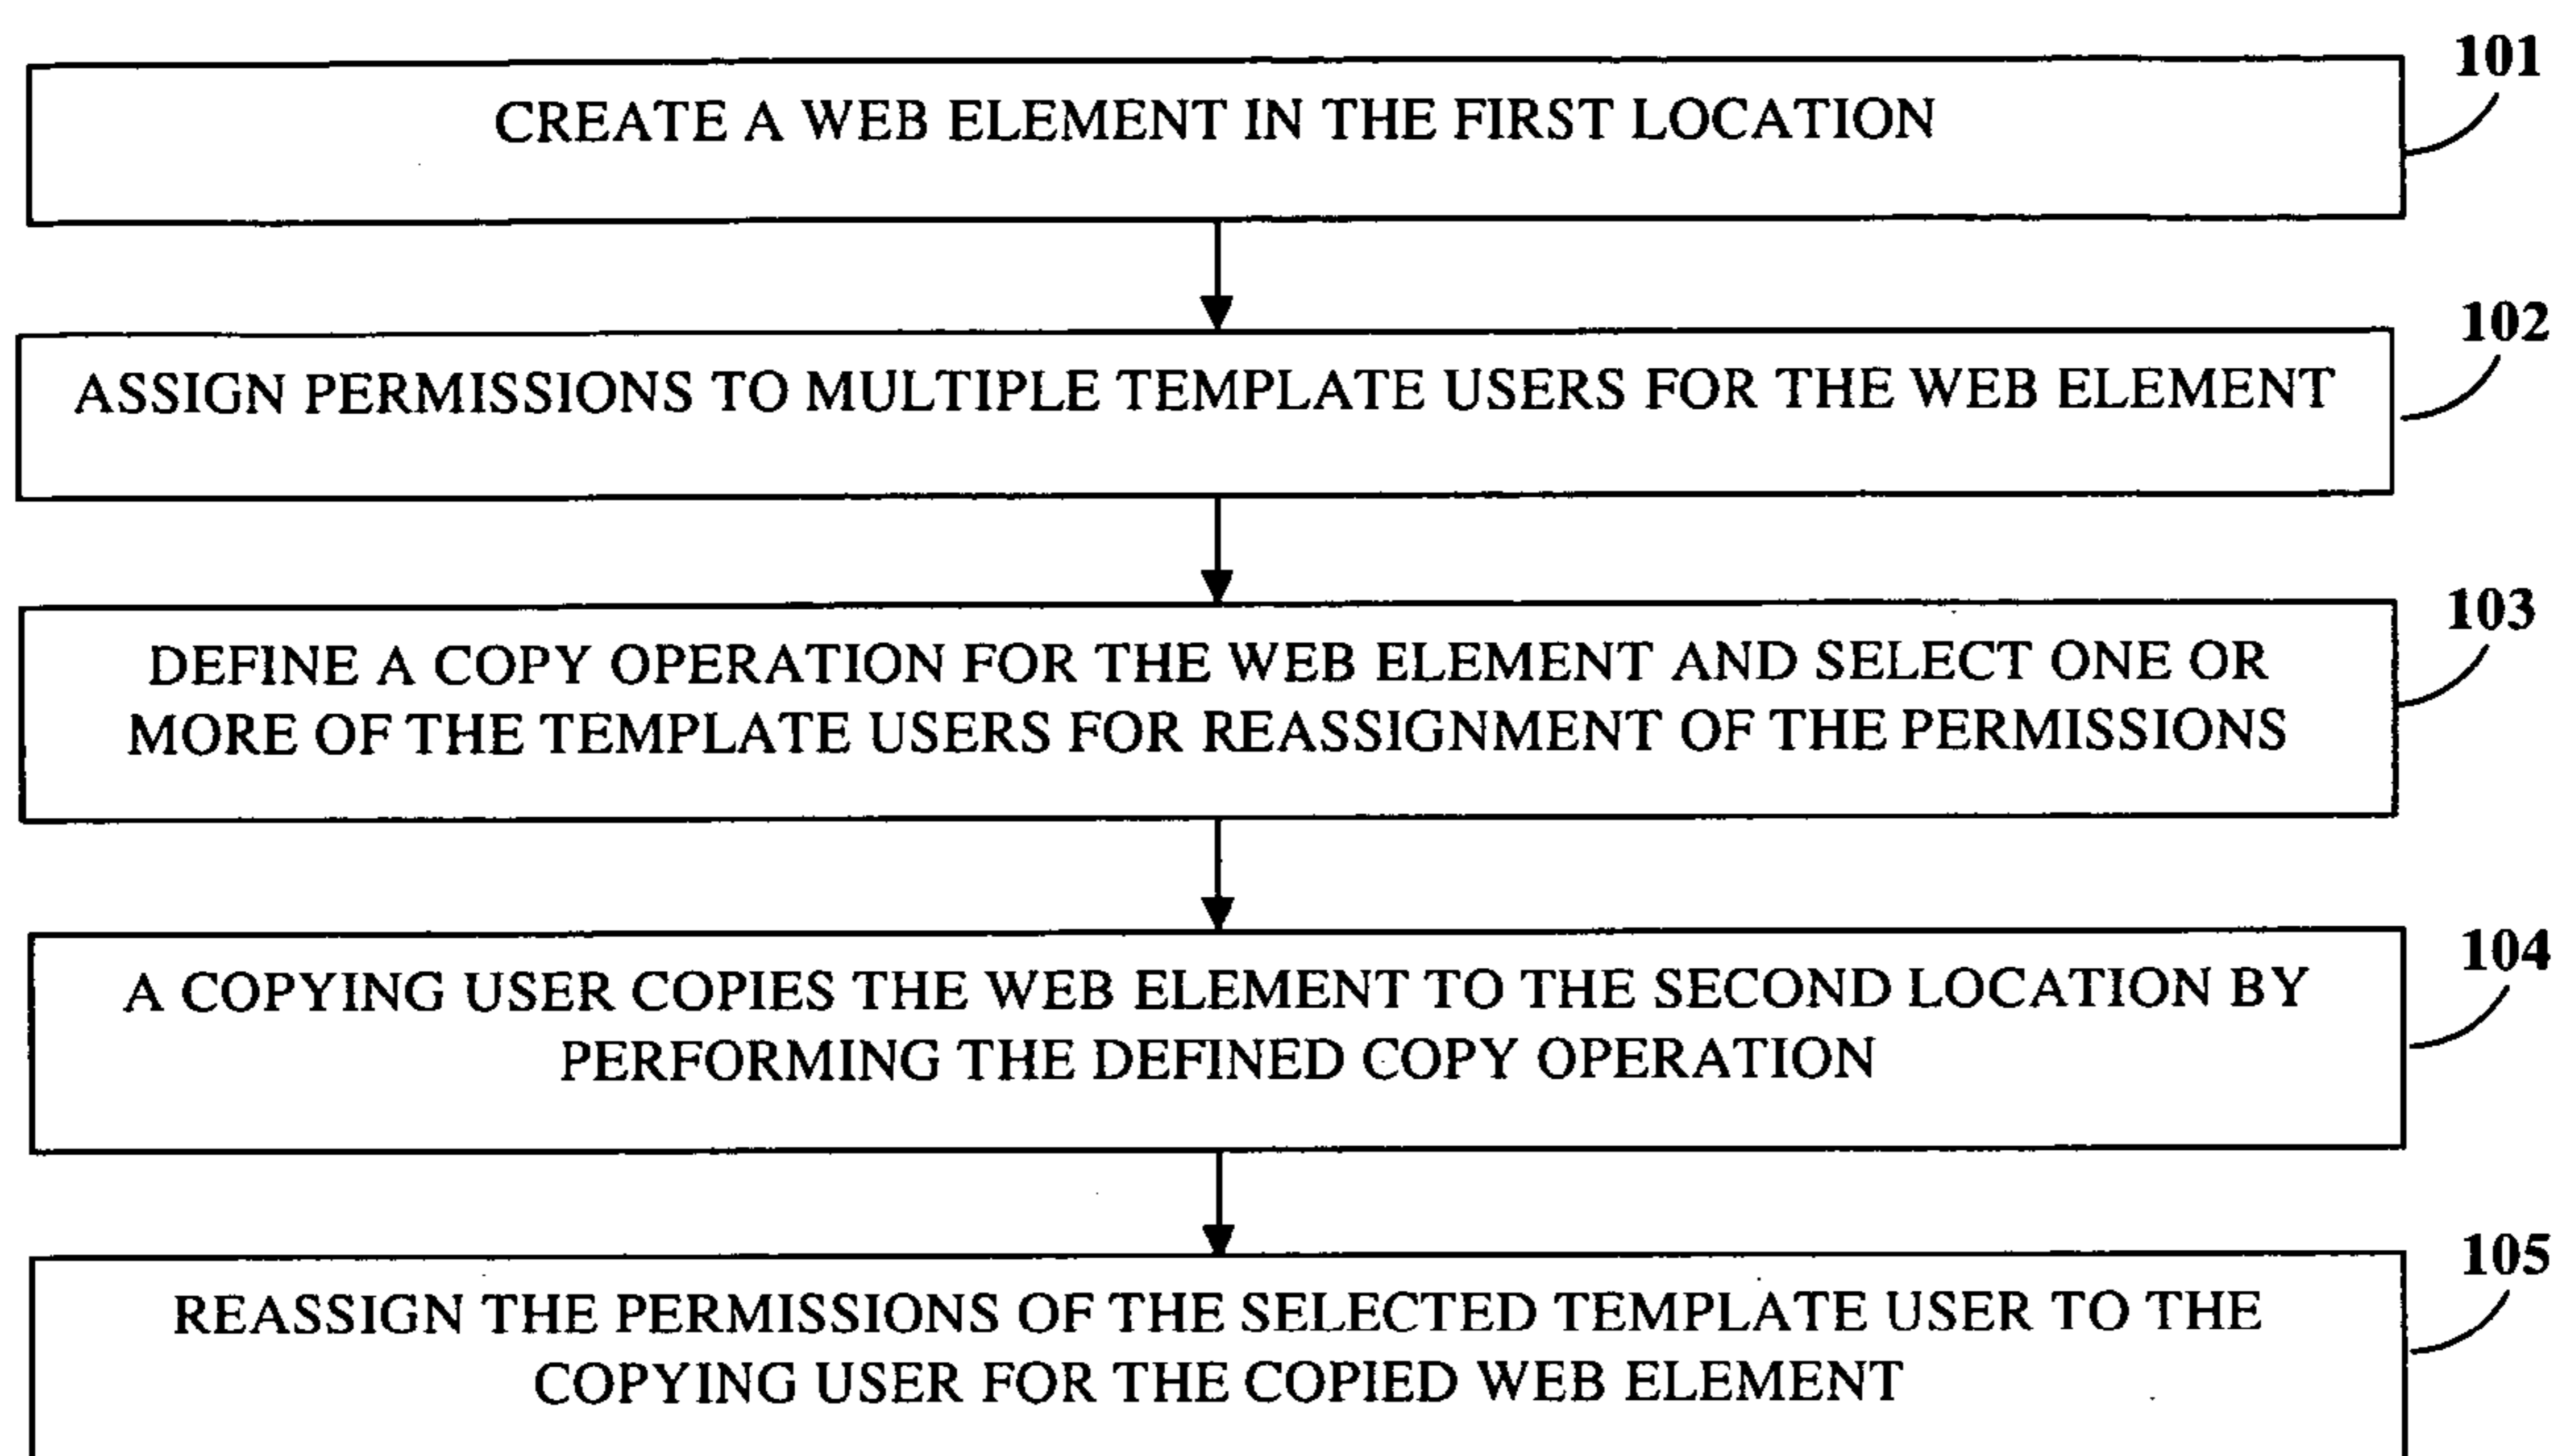 101
CREATE A WEB ELEMENT IN THE FIRST LOCATION
102
ASSIGN PERMISSIONS TO MULTIPLE TEMPLATE USERS FOR THE WEB ELEMENT
103
DEFINE A COPY OPERATION FOR THE WEB ELEMENT AND SELECT ONE OR
MORE OF THE TEMPLATE USERS FOR REASSIGNMENT OF THE PERMISSIONS
104
A COPYING USER COPIES THE WEB ELEMENT TO THE SECOND LOCATION BY
PERFORMING THE DEFINED COPY OPERATION
105
REASSIGN THE PERMISSIONS OF THE SELECTED TEMPLATE USER TO THE
COPYING USER FOR THE COPIED WEB ELEMENT